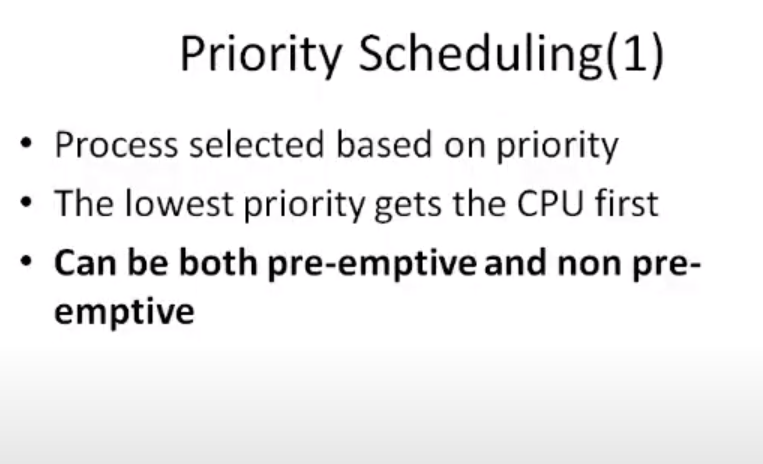 Priority Scheduling(1)
• Process selected based on priority
• The lowest priority gets the CPU first
• Can be both pre-emptive and non pre-
emptive